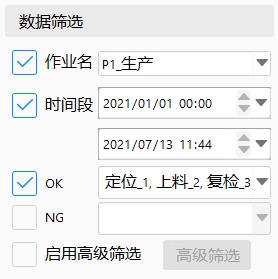 数据筛选
作业名 P1_生产
时间段 2021/01/01 00:00
2021/07/13 11:44
OK 定位_1, 上料_2, 复检_3
NG
启用高级筛选 高级筛选